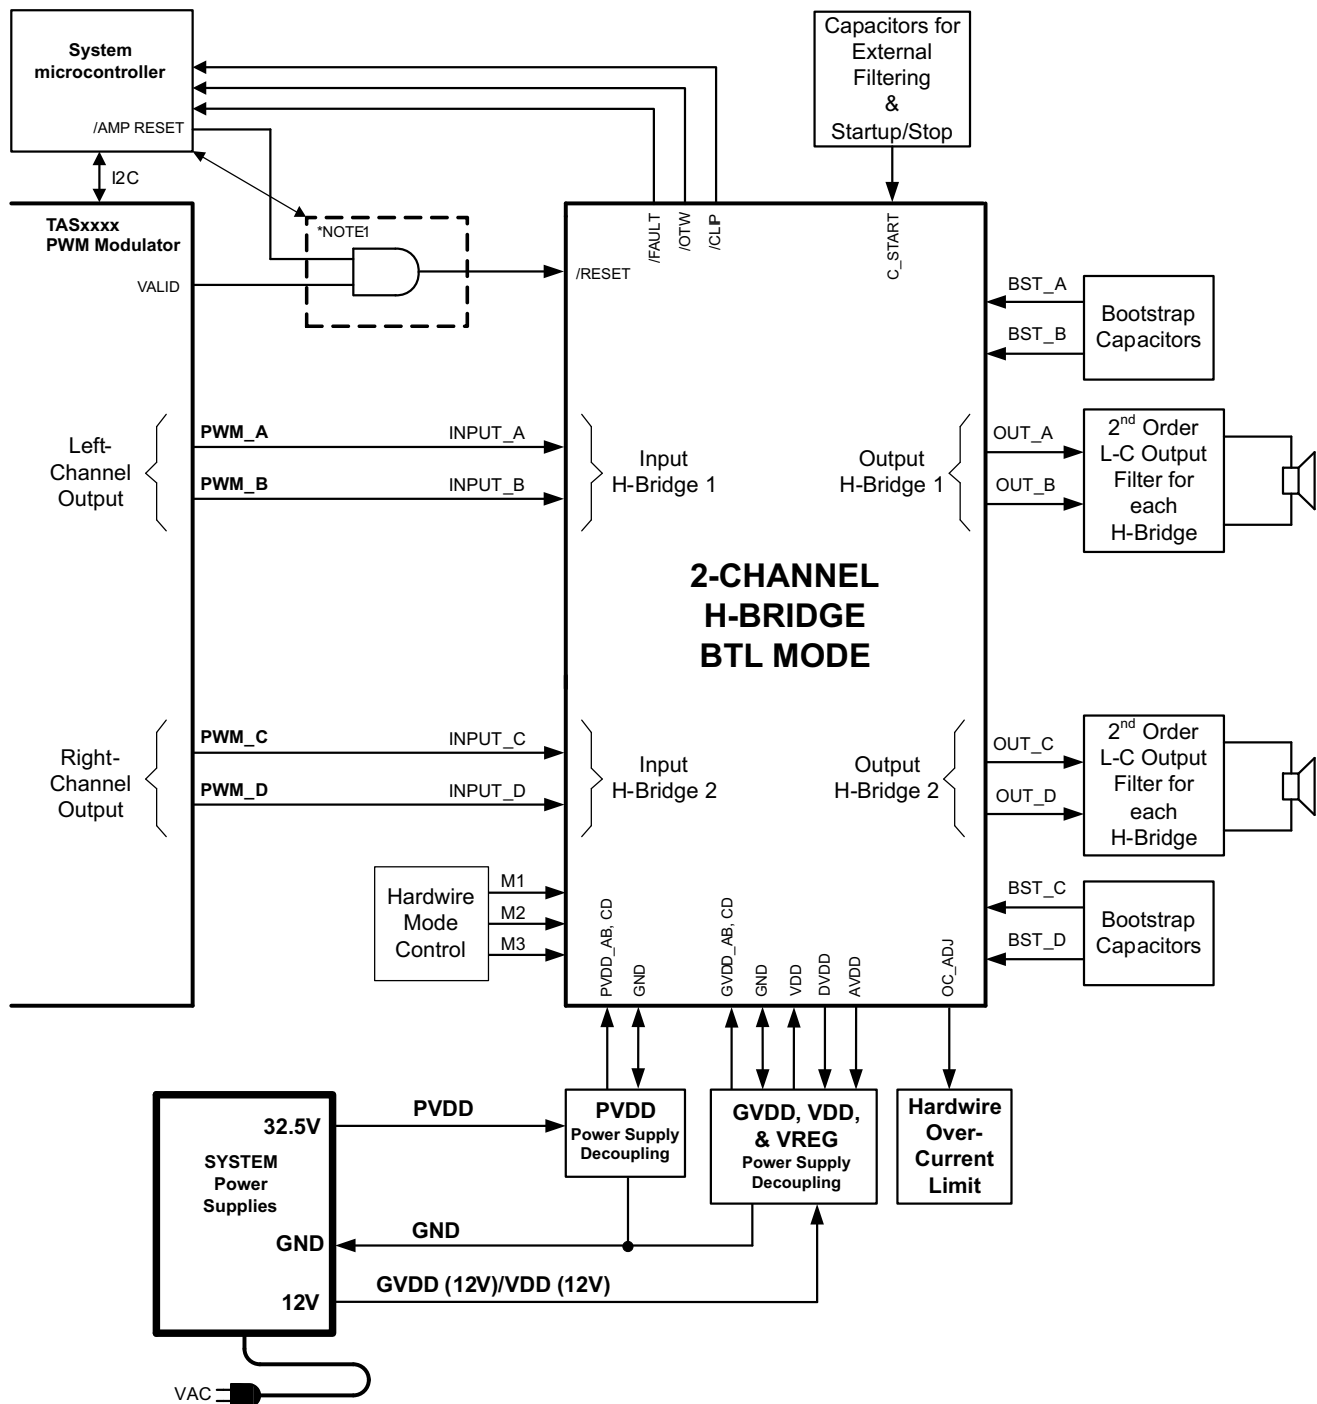 System
microcontroller
/AMP RESET
I2C
Capacitors for
External
Filtering
&
Startup/Stop
TASxxxx
PWM Modulator
VALID
*NOTE1
/RESET
/FAULT
/OTW
/CLIP
C_START
BST_A
BST_B
Bootstrap
Capacitors
Left-
Channel
Output
PWM_A
PWM_B
INPUT_A
INPUT_B
Input
H-Bridge 1
Output
H-Bridge 1
OUT_A
OUT_B
2nd Order
L-C Output
Filter for
each
H-Bridge
2-CHANNEL
H-BRIDGE
BTL MODE
Right-
Channel
Output
PWM_C
PWM_D
INPUT_C
INPUT_D
Input
H-Bridge 2
Output
H-Bridge 2
OUT_C
OUT_D
2nd Order
L-C Output
Filter for
each
H-Bridge
Hardwire
Mode
Control
M1
M2
M3
PVDD_AB, CD
GND
GVDD_AB, CD
GND
VDD
DVDD
AVDD
OC_ADJ
BST_C
BST_D
Bootstrap
Capacitors
32.5V
SYSTEM
Power
Supplies
GND
12V
PVDD
PVDD
Power Supply
Decoupling
GVDD, VDD,
& VREG
Power Supply
Decoupling
Hardwire
Over-
Current
Limit
GND
GVDD (12V)/VDD (12V)
VAC